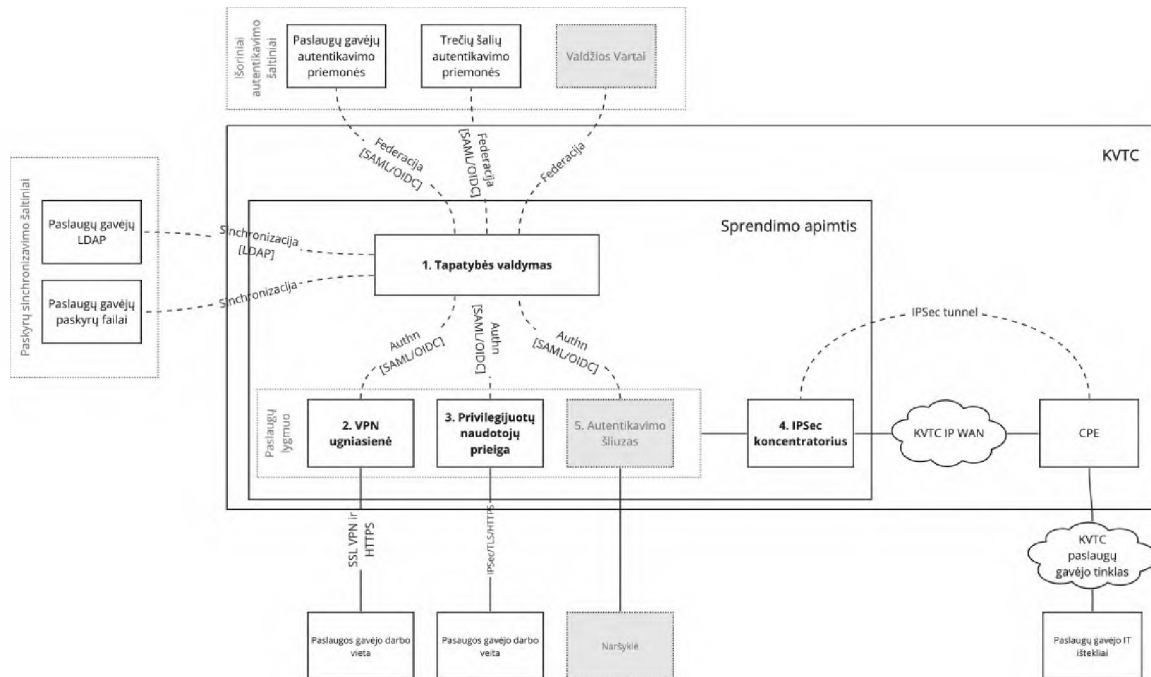 Išoriniai
autentikavimo
šaltiniai
Paslaugų gavėjų
autentikavimo
priemonės
Trečių šalių
autentikavimo
priemonės
Valdžios Vartai
Federacija
[SAML/OIDC]
Federacija
[SAML/OIDC]
Federacija
KVTC
Paskyrų sinchronizavimo šaltiniai
Paslaugų gavėjų
LDAP
Paslaugų gavėjų
paskyrų failai
Sinchronizacija
[LDAP]
Sinchronizacija
Sprendimo apimtis
1. Tapatybės valdymas
Authn
[SAML/OIDC]
Authn
[SAML/OIDC]
Authn
[SAML/OIDC]
IPSec tunnel
Paslaugų
lygmuo
2. VPN
ugniasienė
3. Privilegijuotų
naudotojų
prieiga
5. Autentikavimo
šliuzas
4. IPSec
koncentratorius
KVTC IP WAN
CPE
SSL VPN ir
HTTPS
IPSec/TLS/HTTPS
KVTC
paslaugų
gavėjo tinklas
Paslaugos gavėjo darbo
vieta
Pasaugos gavėjo darbo
veita
Naršyklė
Paslaugų gavėjo IT
ištekliai